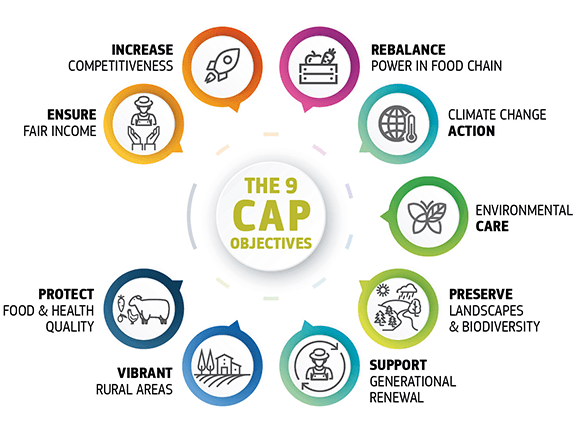 THE 9
CAP
OBJECTIVES
INCREASE
COMPETITIVENESS
REBALANCE
POWER IN FOOD CHAIN
ENSURE
FAIR INCOME
CLIMATE CHANGE
ACTION
ENVIRONMENTAL
CARE
PROTECT
FOOD & HEALTH
QUALITY
PRESERVE
LANDSCAPES
& BIODIVERSITY
VIBRANT
RURAL AREAS
SUPPORT
GENERATIONAL
RENEWAL